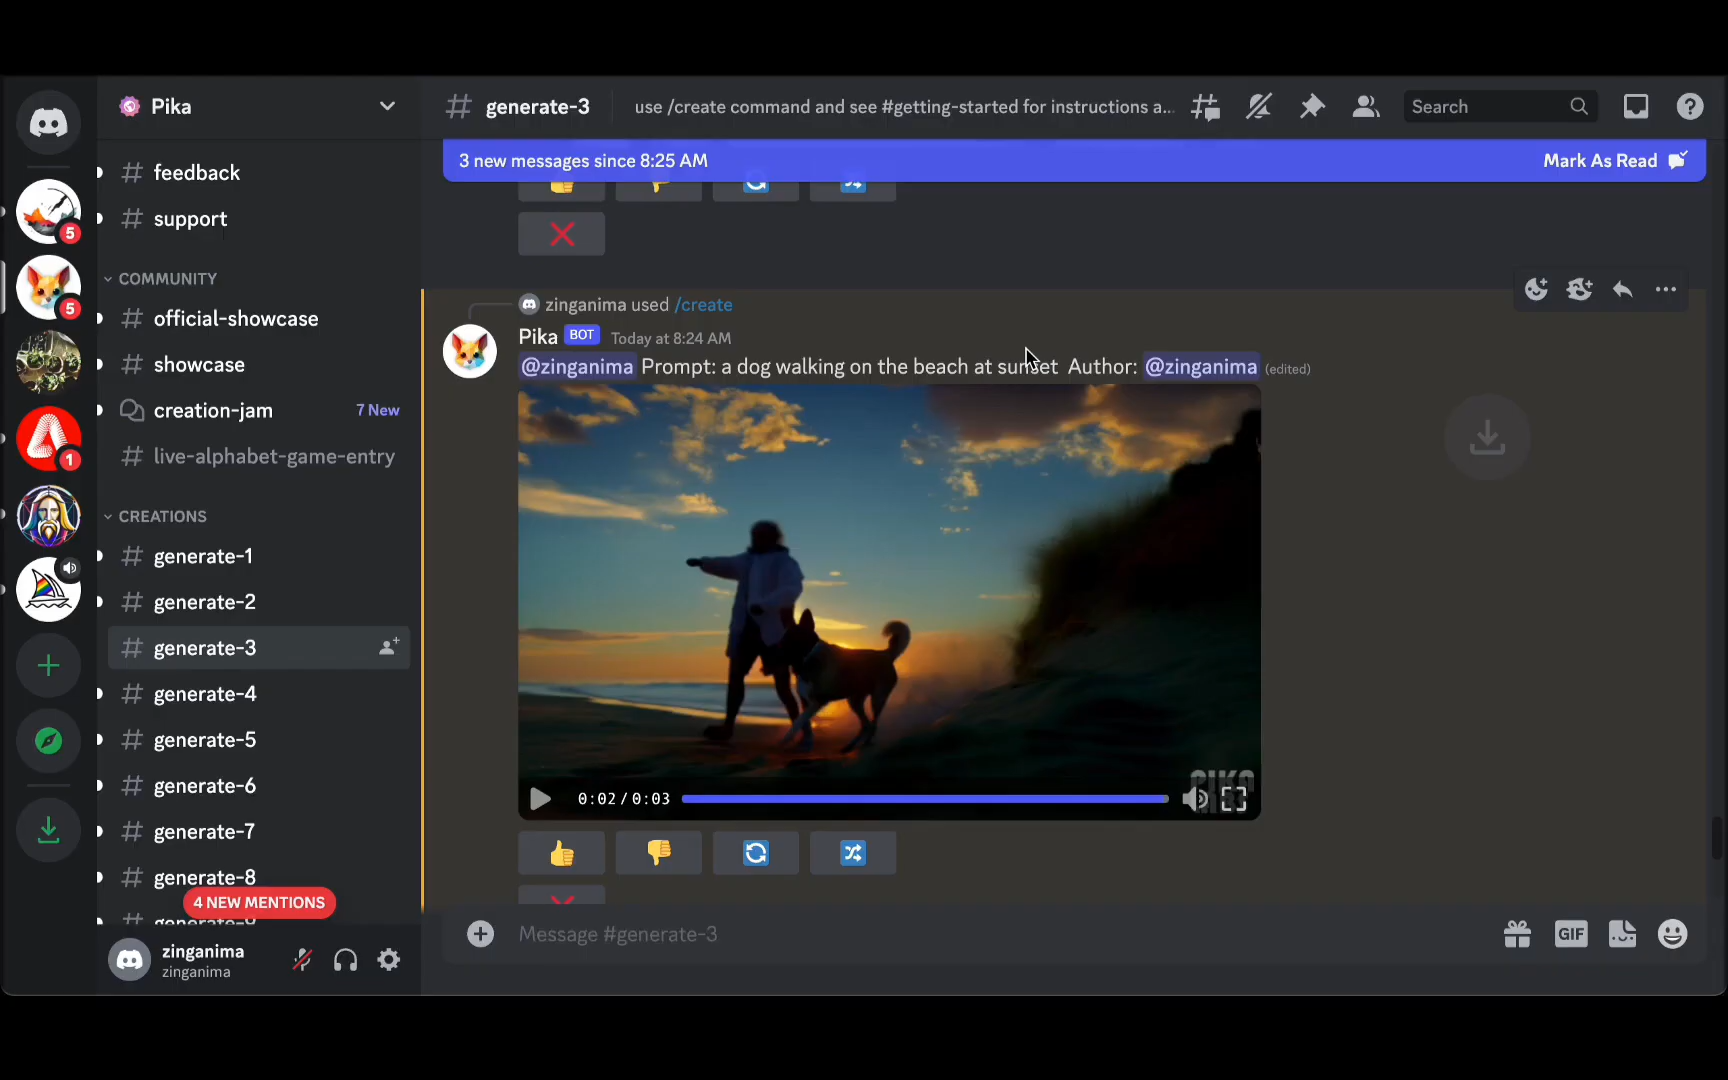 Pika
generate-3
use /create command and see #getting-started for instructions a...
Search
3 new messages since 8:25 AM
Mark As Read
feedback
support
COMMUNITY
official-showcase
showcase
creation-jam
7 New
live-alphabet-game-entry
CREATIONS
generate-1
generate-2
generate-3
generate-4
generate-5
generate-6
generate-7
generate-8
generate-9
4 NEW MENTIONS
zinganima
zinganima
5
5
1
zinganima used /create
Pika BOT Today at 8:24 AM
@zinganima Prompt: a dog walking on the beach at sunset Author: @zinganima (edited)
0:02/0:03
PIKA
Message #generate-3
GIF